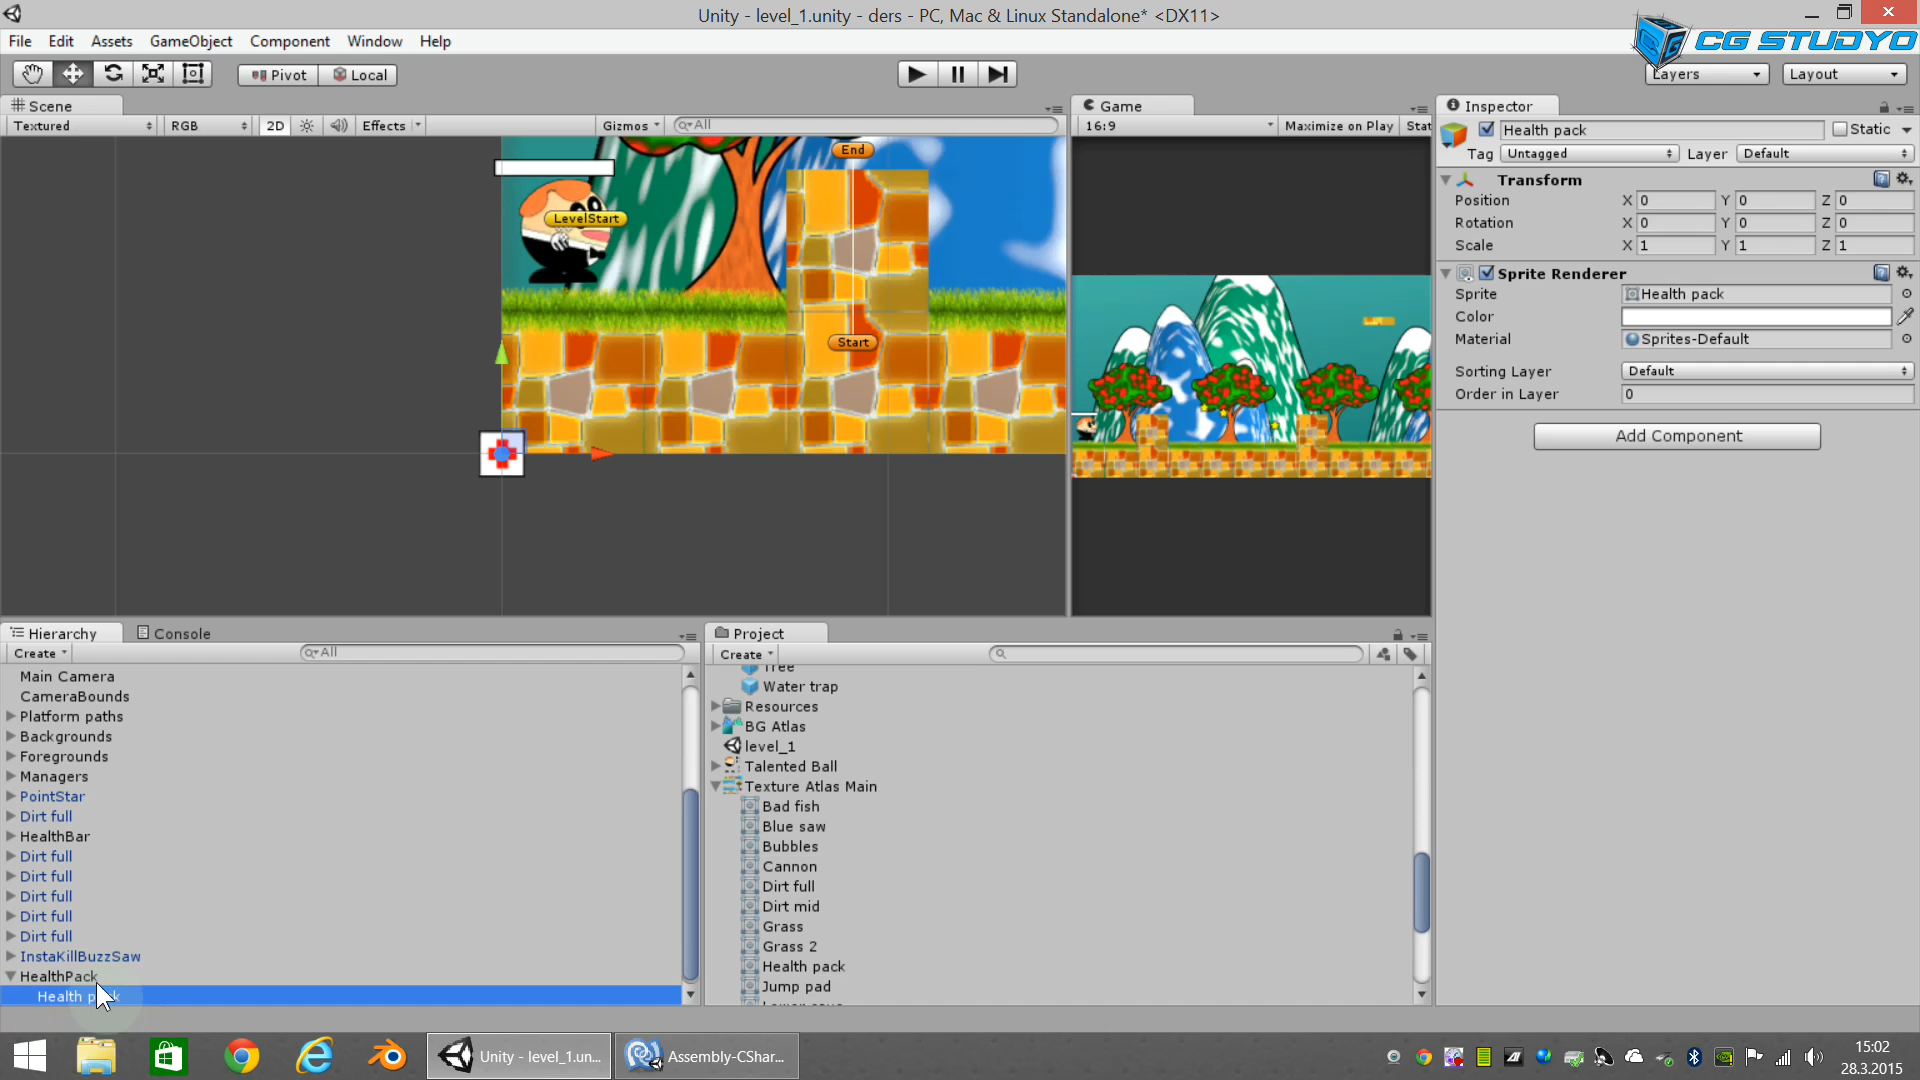 Unity - level_1.unity - ders - PC, Mac & Linux Standalone* <DX11>
CG STUDYO
File Edit Assets GameObject Component Window Help
Pivot Local
Layers Layout
Scene
Textured RGB 2D Effects Gizmos All
End
LevelStart
Start
Game
16:9 Maximize on Play Stat
Inspector
Health pack Static
Tag Untagged Layer Default
Transform
Position X 0 Y 0 Z 0
Rotation X 0 Y 0 Z 0
Scale X 1 Y 1 Z 1
Sprite Renderer
Sprite Health pack
Color
Material Sprites-Default
Sorting Layer Default
Order in Layer 0
Add Component
Hierarchy Console
Create All
Main Camera
CameraBounds
Platform paths
Backgrounds
Foregrounds
Managers
PointStar
Dirt full
HealthBar
Dirt full
Dirt full
Dirt full
Dirt full
Dirt full
InstaKillBuzzSaw
HealthPack
Health pack
Project
Create
Tree
Water trap
Resources
BG Atlas
level_1
Talented Ball
Texture Atlas Main
Bad fish
Blue saw
Bubbles
Cannon
Dirt full
Dirt mid
Grass
Grass 2
Health pack
Jump pad
Unity - level_1.un...
Assembly-CShar...
15:02
28.3.2015